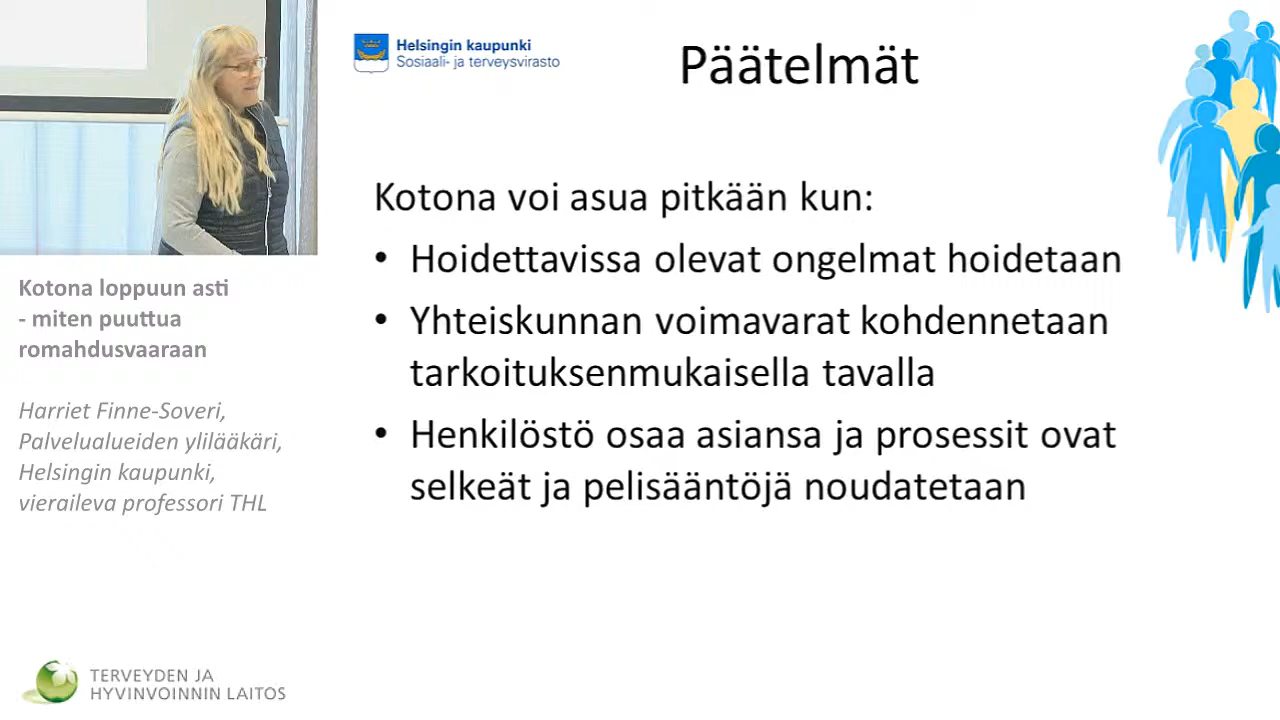 Helsingin kaupunki
Sosiaali- ja terveysvirasto
Päätelmät
Kotona voi asua pitkään kun:
• Hoidettavissa olevat ongelmat hoidetaan
• Yhteiskunnan voimavarat kohdennetaan
tarkoituksenmukaisella tavalla
• Henkilöstö osaa asiansa ja prosessit ovat
selkeät ja pelisääntöjä noudatetaan
Kotona loppuun asti
- miten puuttua
romahdusvaaraan
Harriet Finne-Soveri,
Palvelualueiden ylilääkäri,
Helsingin kaupunki,
vieraileva professori THL
TERVEYDEN JA
HYVINVOINNIN LAITOS